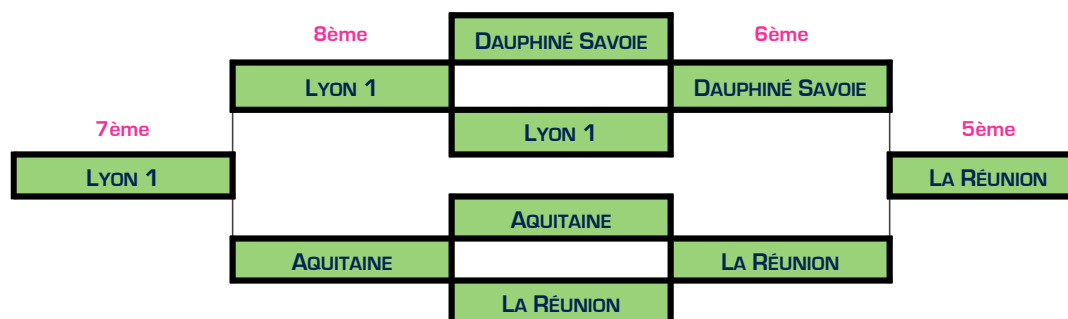 8ème
DAUPHINÉ SAVOIE
6ème
LYON 1
DAUPHINÉ SAVOIE
7ème
LYON 1
5ème
LYON 1
LA RÉUNION
AQUITAINE
AQUITAINE
LA RÉUNION
LA RÉUNION